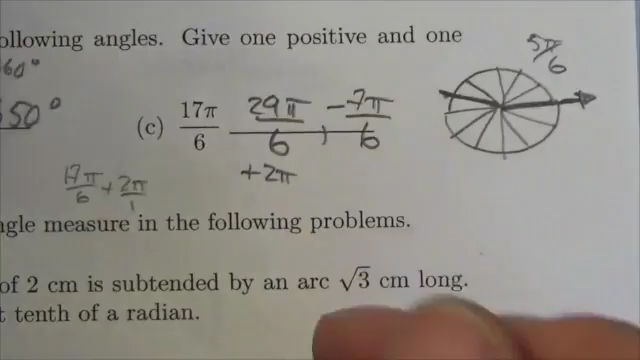 ollowing angles. Give one positive and one
60°
50°
(c) 17π/6 29π/6 , -7π/6
5π/6
+2π
17π/6 + 2π/1
ngle measure in the following problems.
of 2 cm is subtended by an arc √3 cm long.
t tenth of a radian.